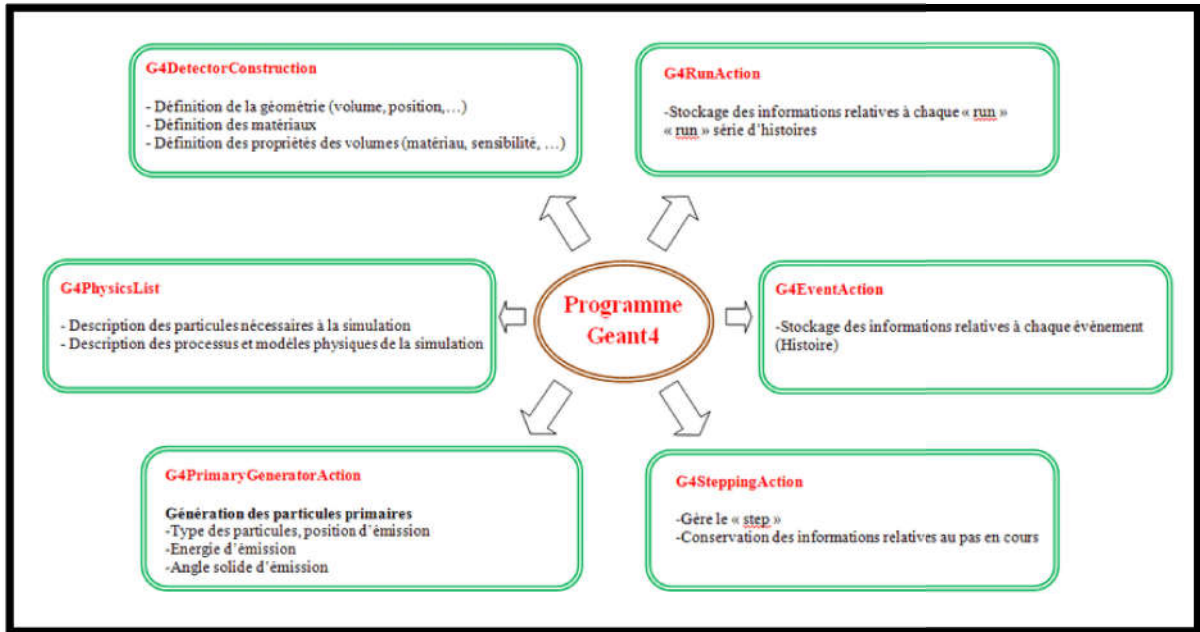 G4DetectorConstruction
- Définition de la géométrie (volume, position,…)
- Définition des matériaux
- Définition des propriétés des volumes (matériau, sensibilité, …)
G4RunAction
-Stockage des informations relatives à chaque « run »
« run » série d’histoires
G4PhysicsList
- Description des particules nécessaires à la simulation
- Description des processus et modèles physiques de la simulation
Programme
Geant4
G4EventAction
-Stockage des informations relatives à chaque évènement
(Histoire)
G4PrimaryGeneratorAction
Génération des particules primaires
-Type des particules, position d’émission
-Energie d’émission
-Angle solide d’émission
G4SteppingAction
-Gère le « step »
-Conservation des informations relatives au pas en cours